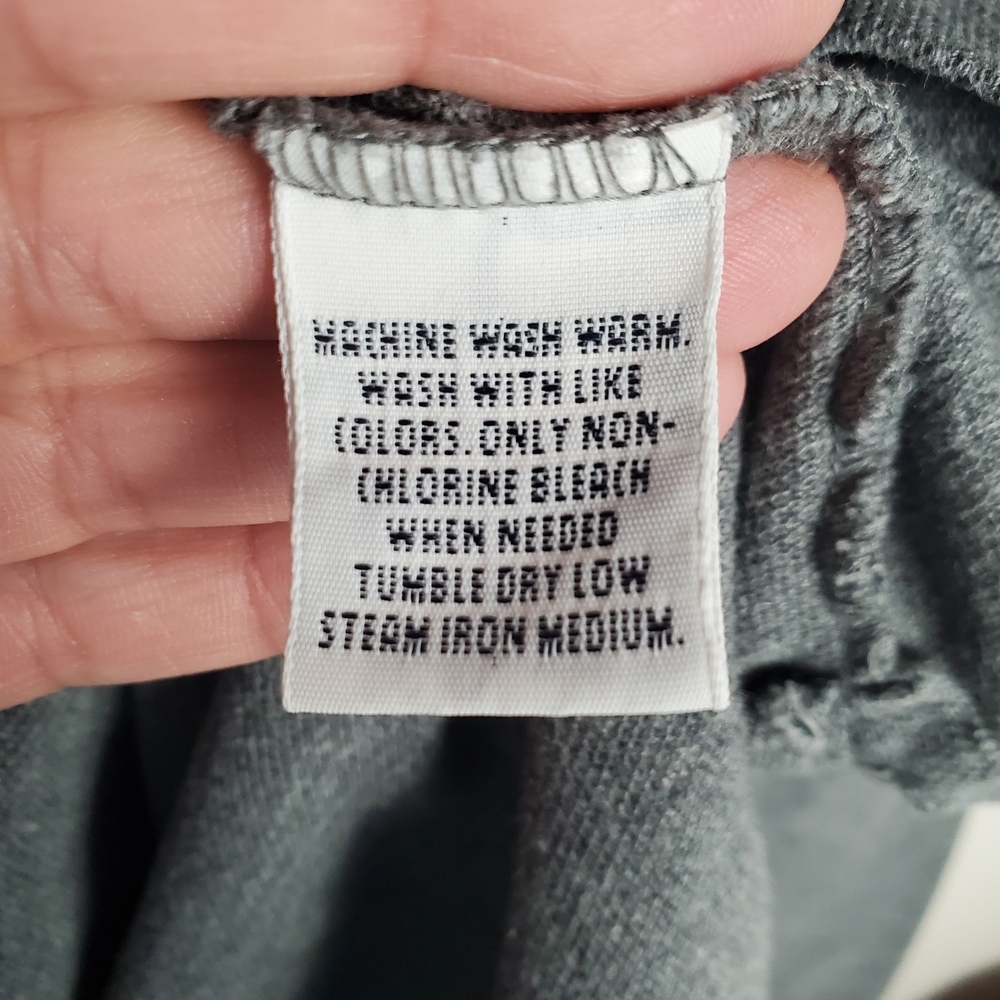 MACHINE WASH WARM.
WASH WITH LIKE
COLORS.ONLY NON-
CHLORINE BLEACH
WHEN NEEDED
TUMBLE DRY LOW
STEAM IRON MEDIUM.